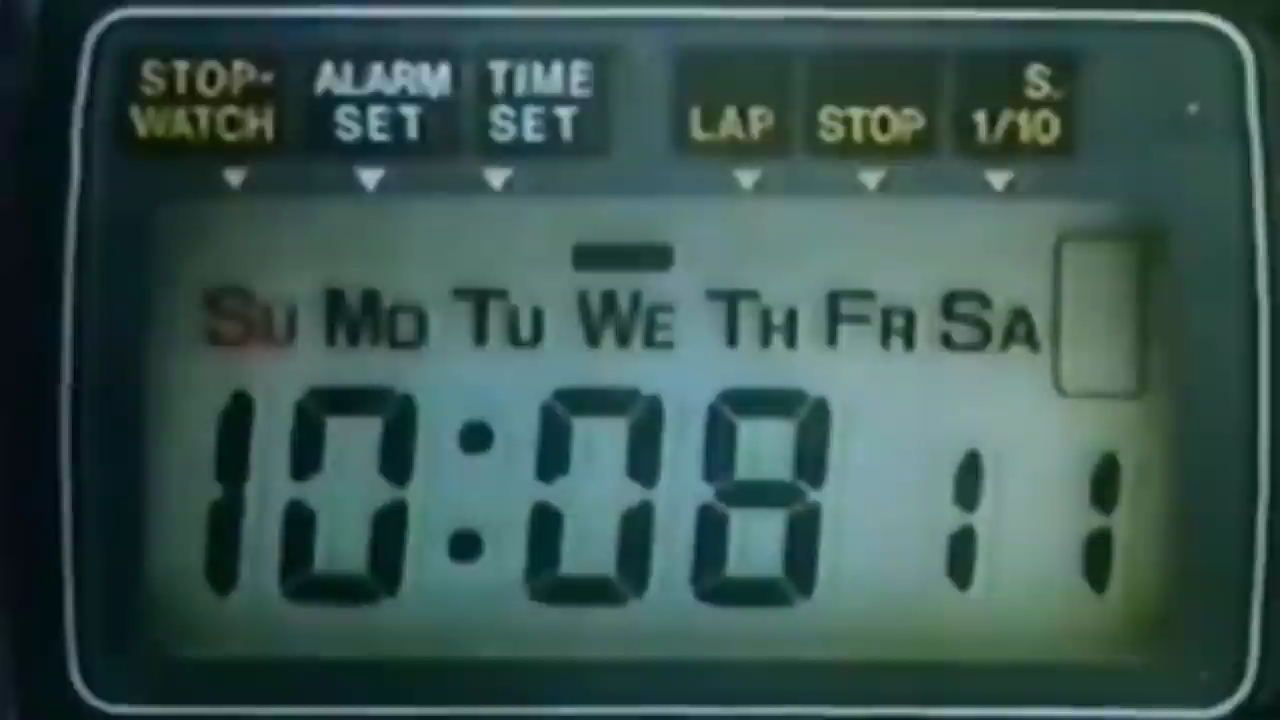 STOP- ALARM TIME S.
WATCH SET SET LAP STOP 1/10
SU MO TU WE TH FR SA
10:08 11